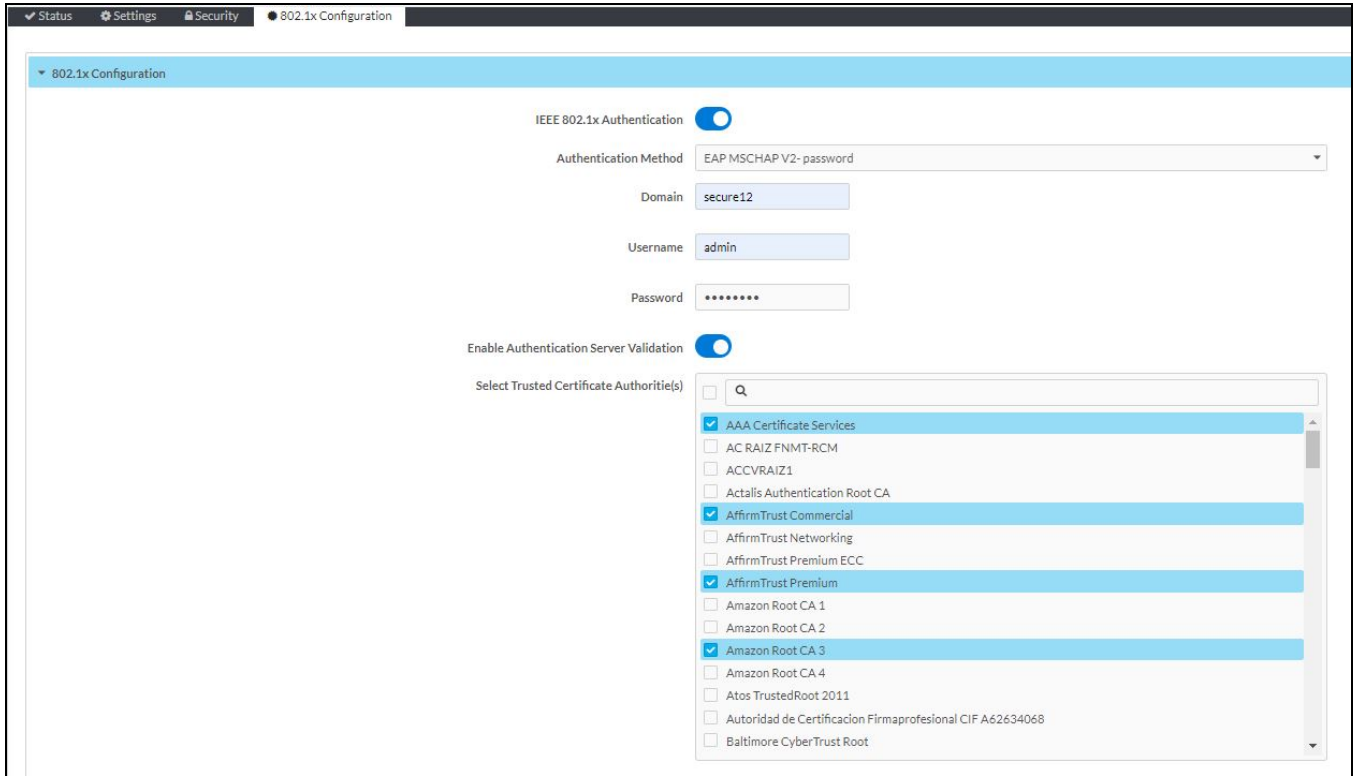 Status Settings Security 802.1x Configuration
802.1x Configuration
IEEE 802.1x Authentication
Authentication Method EAP MSCHAP V2- password
Domain secure12
Username admin
Password ••••••••
Enable Authentication Server Validation
Select Trusted Certificate Authoritie(s)
AAA Certificate Services
AC RAIZ FNMT-RCM
ACCVRAIZ1
Actalis Authentication Root CA
AffirmTrust Commercial
AffirmTrust Networking
AffirmTrust Premium ECC
AffirmTrust Premium
Amazon Root CA 1
Amazon Root CA 2
Amazon Root CA 3
Amazon Root CA 4
Atos TrustedRoot 2011
Autoridad de Certificacion Firmaprofesional CIF A62634068
Baltimore CyberTrust Root